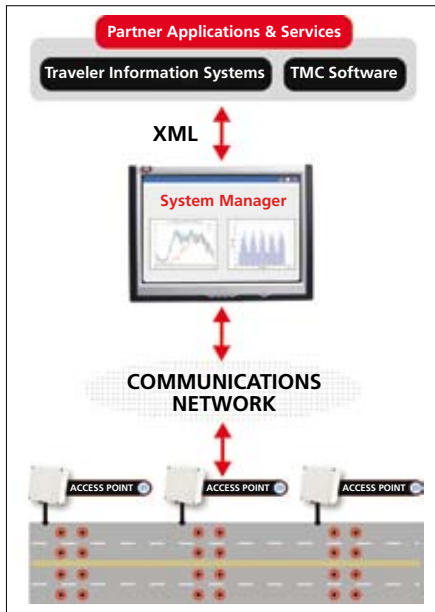 Partner Applications & Services
Traveler Information Systems
TMC Software
XML
System Manager
COMMUNICATIONS
NETWORK
ACCESS POINT
ACCESS POINT
ACCESS POINT